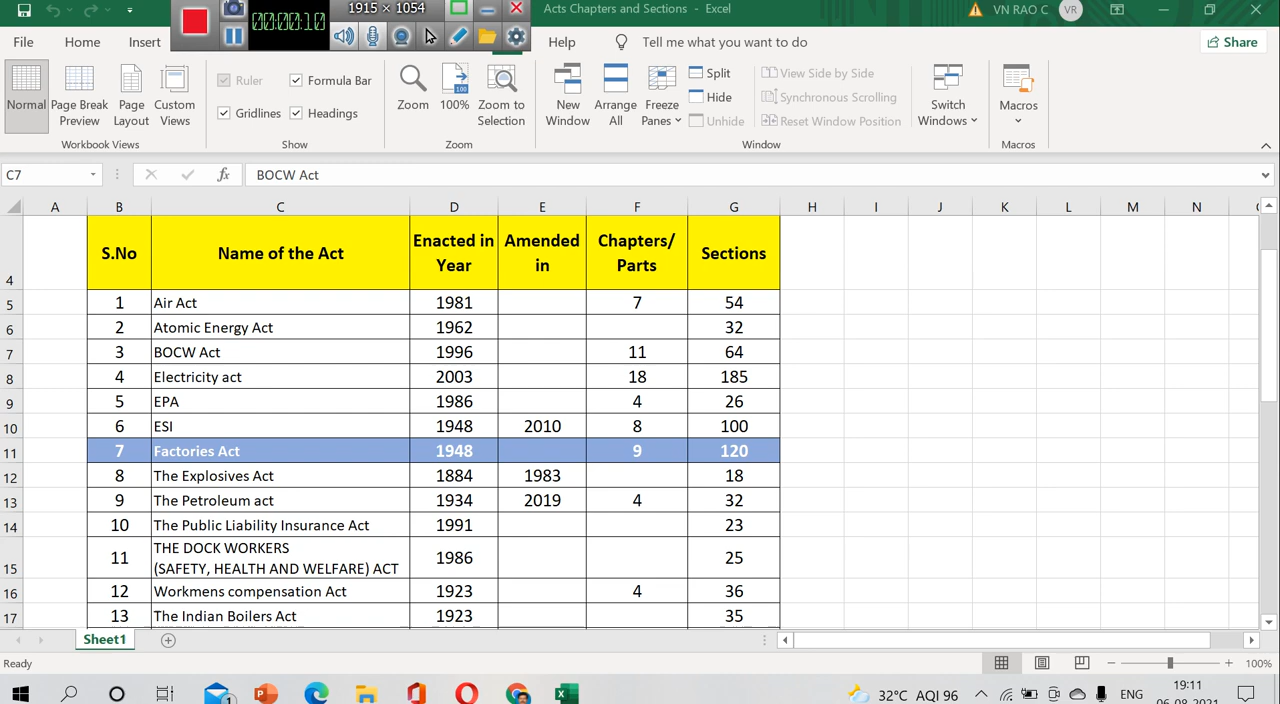 1915 × 1054
00:00:10
Acts Chapters and Sections - Excel
VN RAO C
VR
File Home Insert Help Tell me what you want to do Share
Normal
Page Break Preview
Page Layout
Custom Views
Workbook Views
Ruler
Formula Bar
Gridlines
Headings
Show
Zoom
100%
Zoom to Selection
Zoom
New Window
Arrange All
Freeze Panes
Split
Hide
Unhide
View Side by Side
Synchronous Scrolling
Reset Window Position
Window
Switch Windows
Macros
Macros
C7 fx BOCW Act
A B C D E F G H I J K L M N
4 S.No Name of the Act Enacted in Year Amended in Chapters/ Parts Sections
5 1 Air Act 1981 7 54
6 2 Atomic Energy Act 1962 32
7 3 BOCW Act 1996 11 64
8 4 Electricity act 2003 18 185
9 5 EPA 1986 4 26
10 6 ESI 1948 2010 8 100
11 7 Factories Act 1948 9 120
12 8 The Explosives Act 1884 1983 18
13 9 The Petroleum act 1934 2019 4 32
14 10 The Public Liability Insurance Act 1991 23
15 11 THE DOCK WORKERS
(SAFETY, HEALTH AND WELFARE) ACT 1986 25
16 12 Workmens compensation Act 1923 4 36
17 13 The Indian Boilers Act 1923 35
Sheet1
Ready
100%
32°C AQI 96
ENG
19:11
06-08-2021